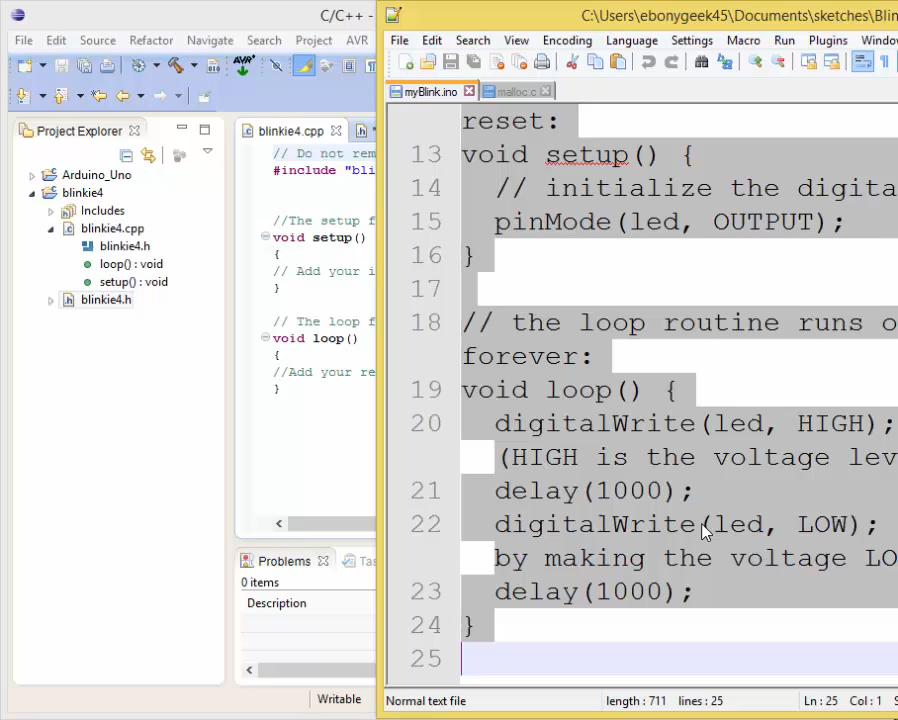 C/C++ -
File Edit Source Refactor Navigate Search Project AVR
Project Explorer
Arduino_Uno
blinkie4
Includes
blinkie4.cpp
blinkie4.h
loop() : void
setup() : void
blinkie4.h
blinkie4.cpp
// Do not rem
#include "bli
//The setup f
void setup()
{
// Add your i
}
// The loop f
void loop()
{
//Add your re
}
Problems Tas
0 items
Description
Writable
C:\Users\ebonygeek45\Documents\sketches\Blin
File Edit Search View Encoding Language Settings Macro Run Plugins Window
myBlink.ino malloc.c
reset:
13 void setup() {
14 // initialize the digita
15 pinMode(led, OUTPUT);
16 }
17
18 // the loop routine runs o
forever:
19 void loop() {
20 digitalWrite(led, HIGH);
(HIGH is the voltage lev
21 delay(1000);
22 digitalWrite(led, LOW);
by making the voltage LO
23 delay(1000);
24 }
25
Normal text file length : 711 lines : 25 Ln : 25 Col : 1